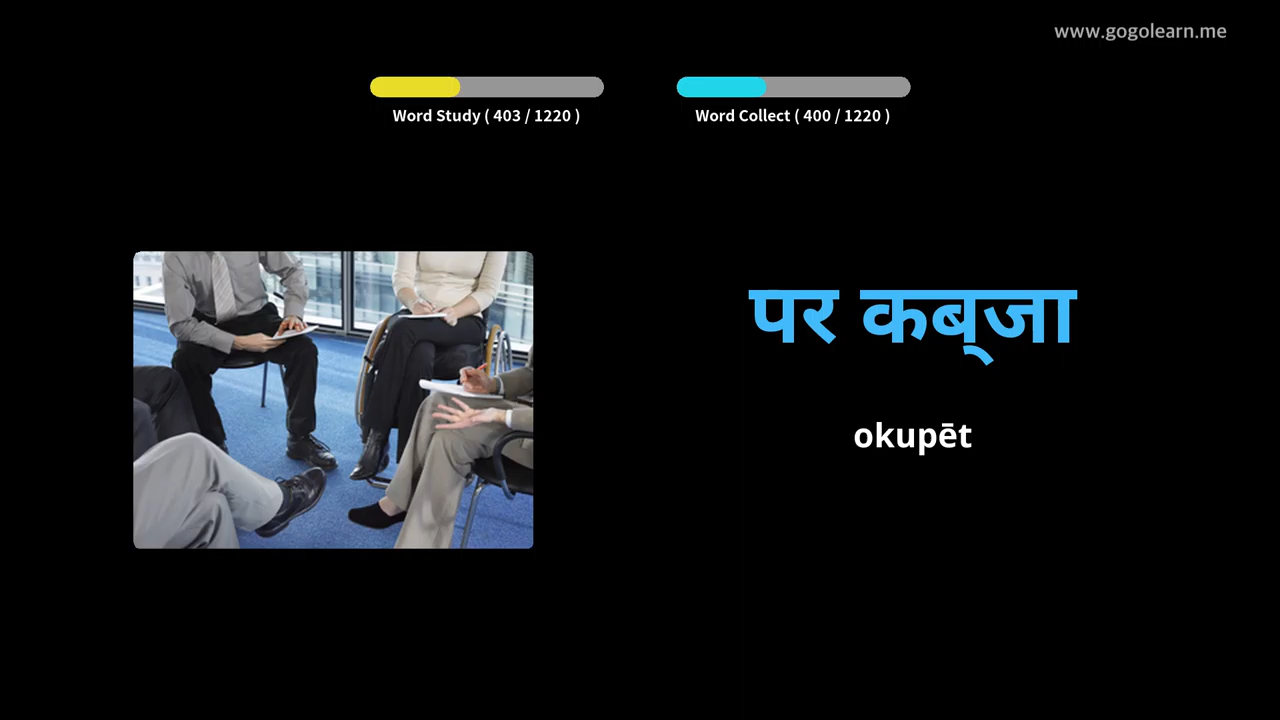 www.gogolearn.me
Word Study ( 403 / 1220 )
Word Collect ( 400 / 1220 )
पर कब्‌जा
okupēt